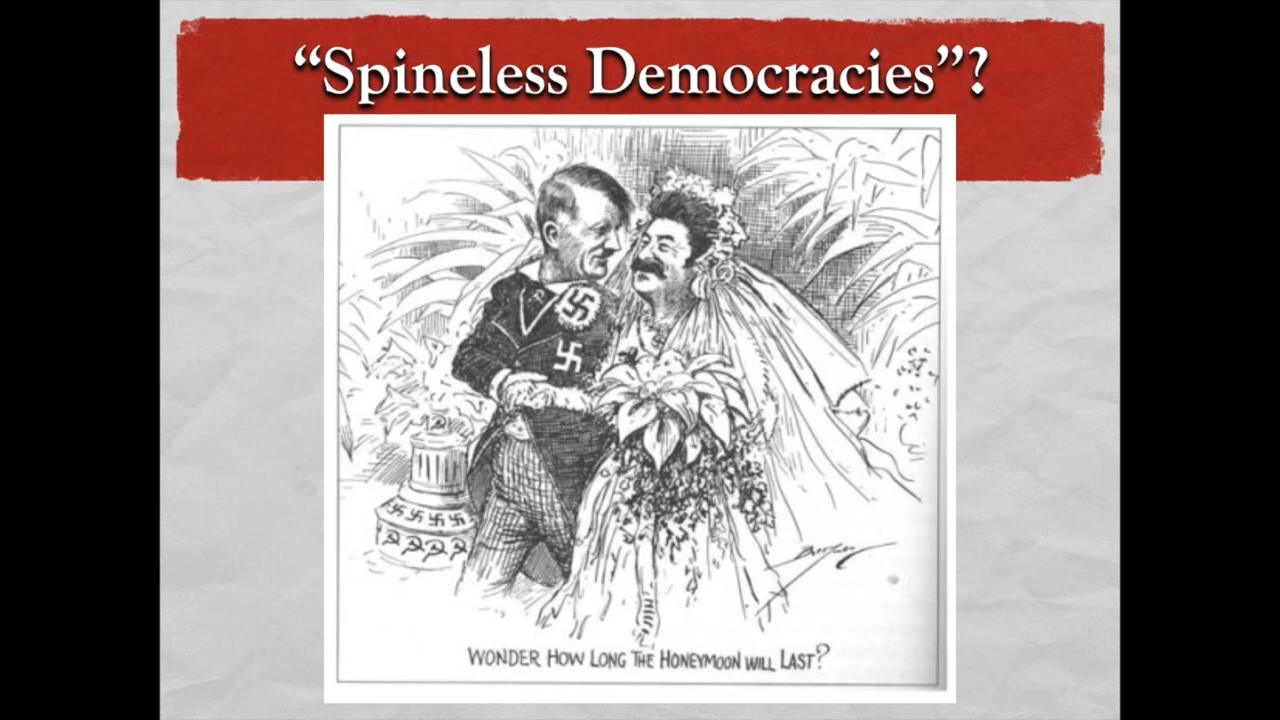 “Spineless Democracies”?
WONDER HOW LONG THE HONEYMOON WILL LAST?